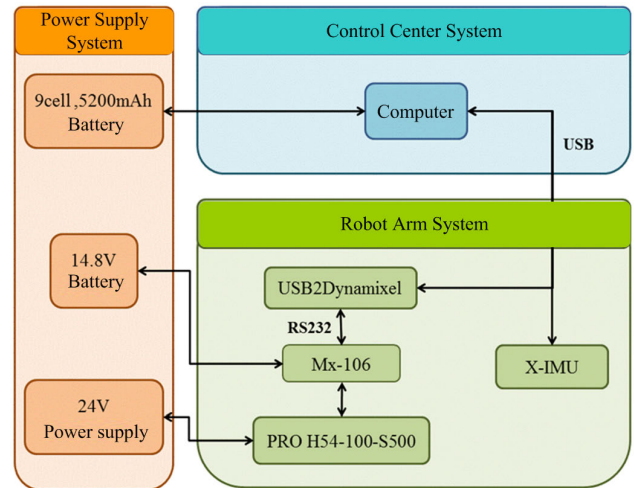 Power Supply
System
9cell ,5200mAh
Battery
14.8V
Battery
24V
Power supply
Control Center System
Computer
USB
Robot Arm System
USB2Dynamixel
RS232
Mx-106
X-IMU
PRO H54-100-S500